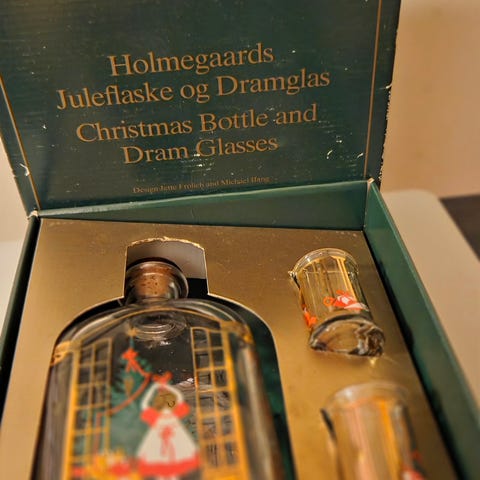 Holmegaards
Juleflaske og Dramglas
Christmas Bottle and
Dram Glasses
Design Jette Frölich and Michael Bang